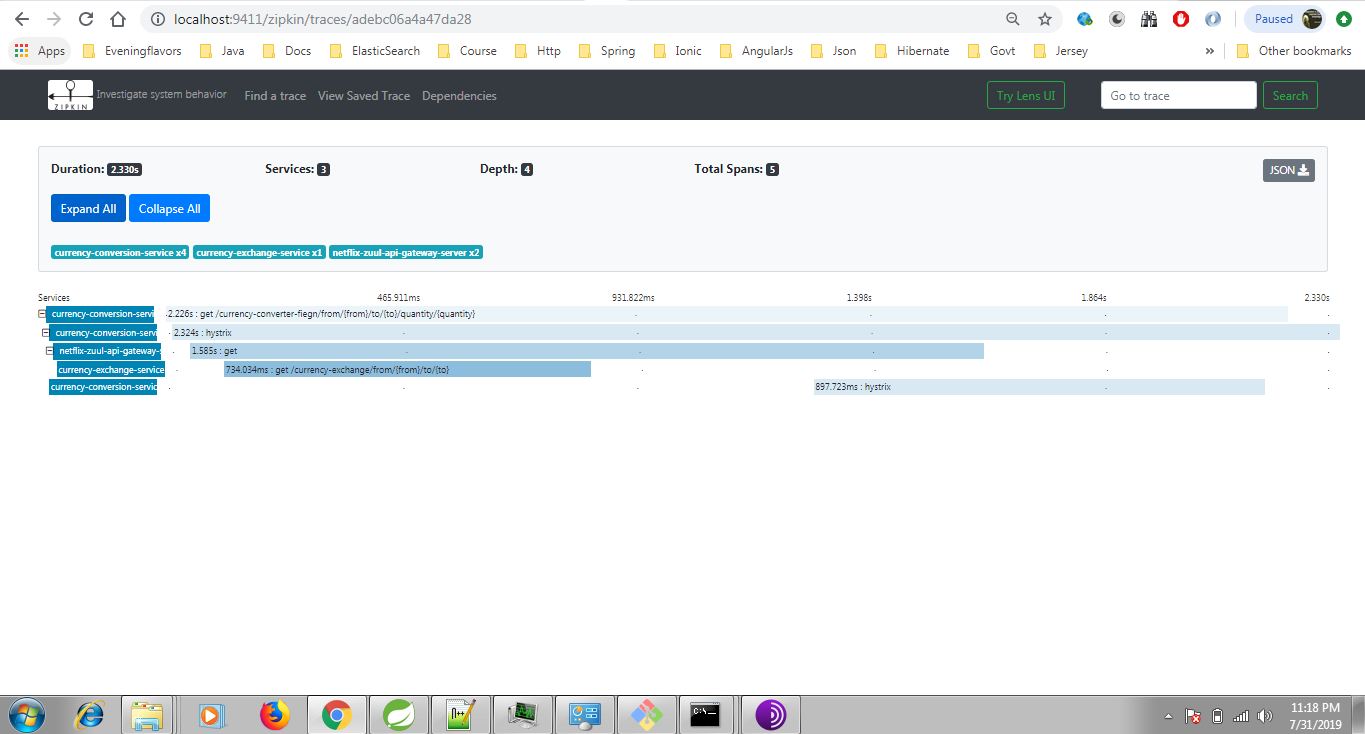 localhost:9411/zipkin/traces/adebc06a4a47da28
Paused
Apps Eveningflavors Java Docs ElasticSearch Course Http Spring Ionic AngularJs Json Hibernate Govt Jersey » Other bookmarks
ZIPKIN Investigate system behavior Find a trace View Saved Trace Dependencies Try Lens UI Go to trace Search
Duration: 2.330s Services: 3 Depth: 4 Total Spans: 5 JSON
Expand All Collapse All
currency-conversion-service x4 currency-exchange-service x1 netflix-zuul-api-gateway-server x2
Services 465.911ms 931.822ms 1.398s 1.864s 2.330s
currency-conversion-servi 2.226s : get /currency-converter-fiegn/from/{from}/to/{to}/quantity/{quantity}
currency-conversion-servi 2.324s : hystrix
netflix-zuul-api-gateway-s 1.585s : get
currency-exchange-service 734.034ms : get /currency-exchange/from/{from}/to/{to}
currency-conversion-servic 897.723ms : hystrix
11:18 PM
7/31/2019